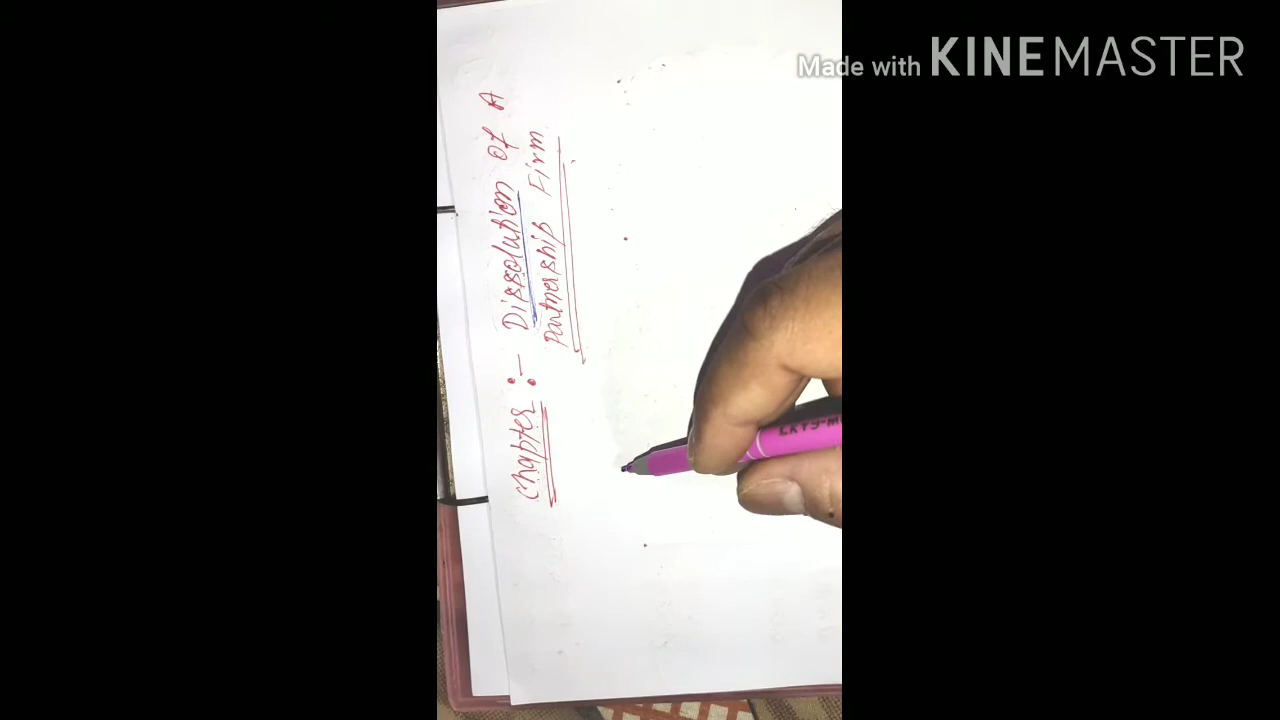 Made with KINEMASTER
Chapter :- Dissolution Of A
Partnership Firm